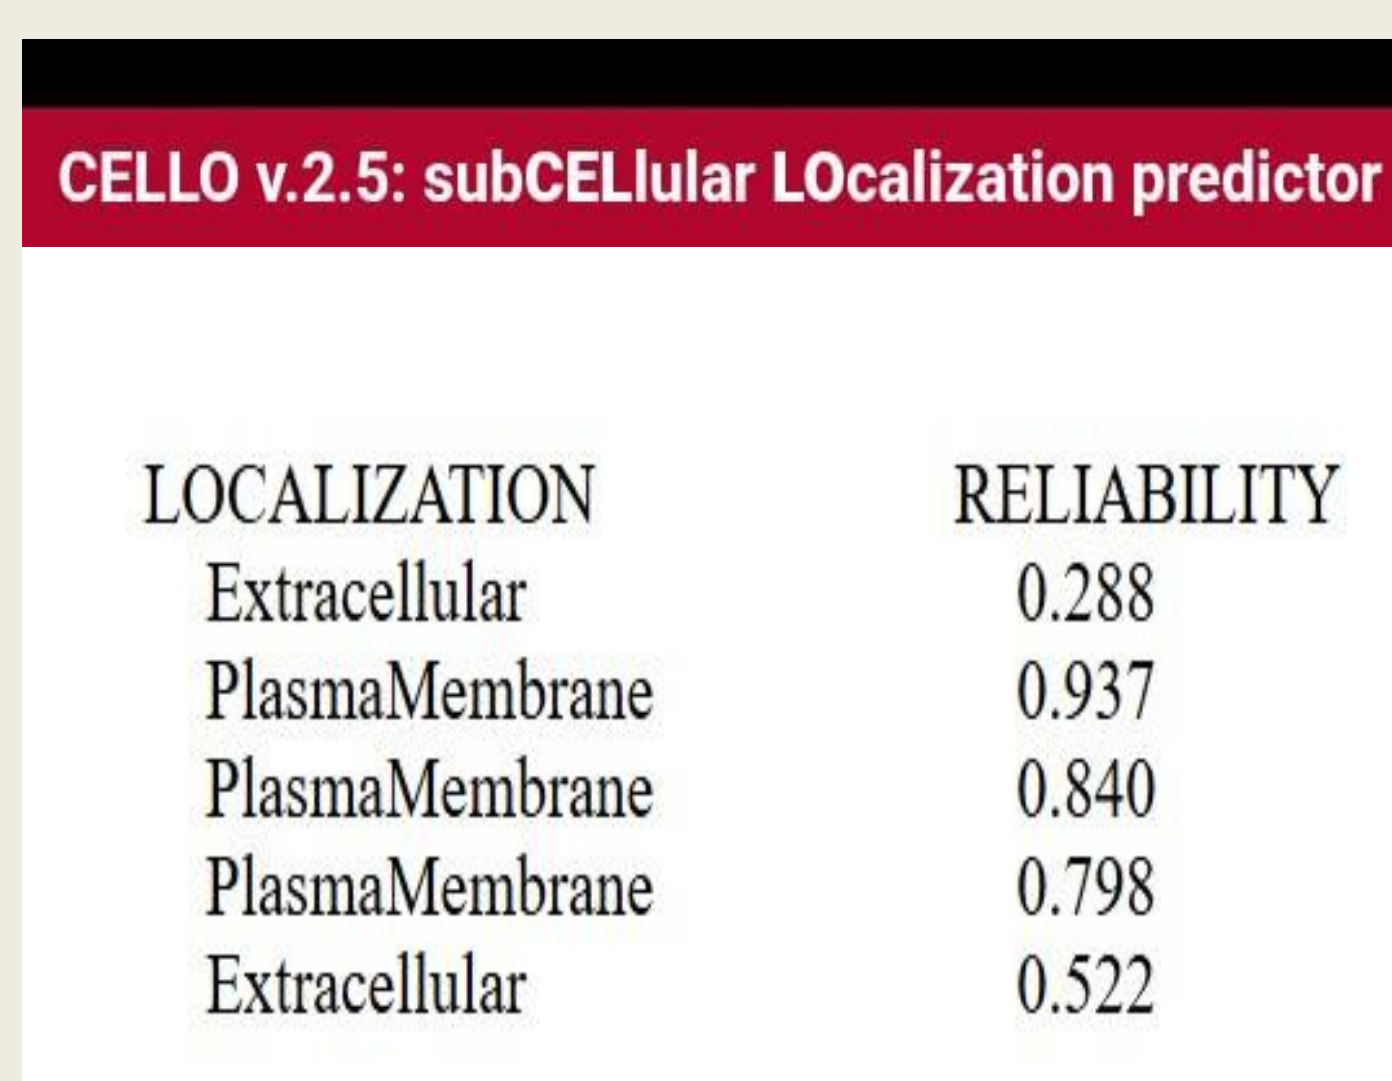 CELLO v.2.5: subCELlular LOcalization predictor
LOCALIZATION RELIABILITY
Extracellular 0.288
PlasmaMembrane 0.937
PlasmaMembrane 0.840
PlasmaMembrane 0.798
Extracellular 0.522